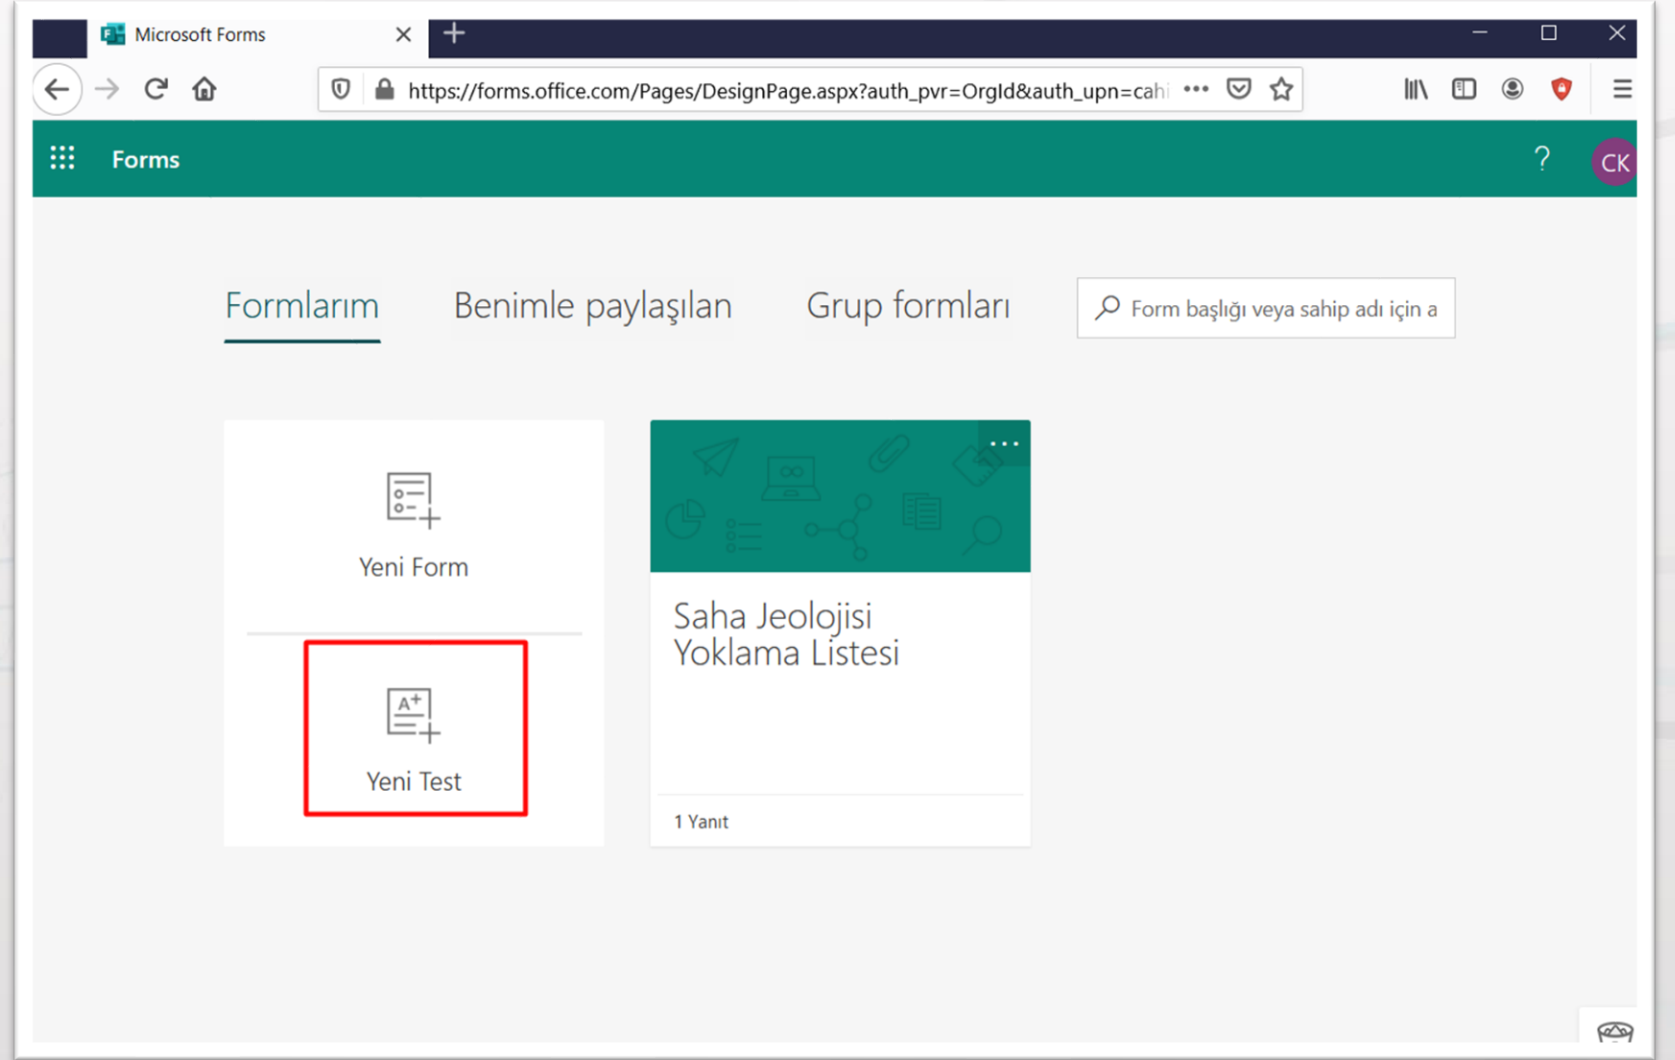 Microsoft Forms
https://forms.office.com/Pages/DesignPage.aspx?auth_pvr=OrgId&auth_upn=cahi
Forms
?
CK
Formlarım
Benimle paylaşılan
Grup formları
Form başlığı veya sahip adı için a
Yeni Form
A+
Yeni Test
Saha Jeolojisi
Yoklama Listesi
1 Yanıt